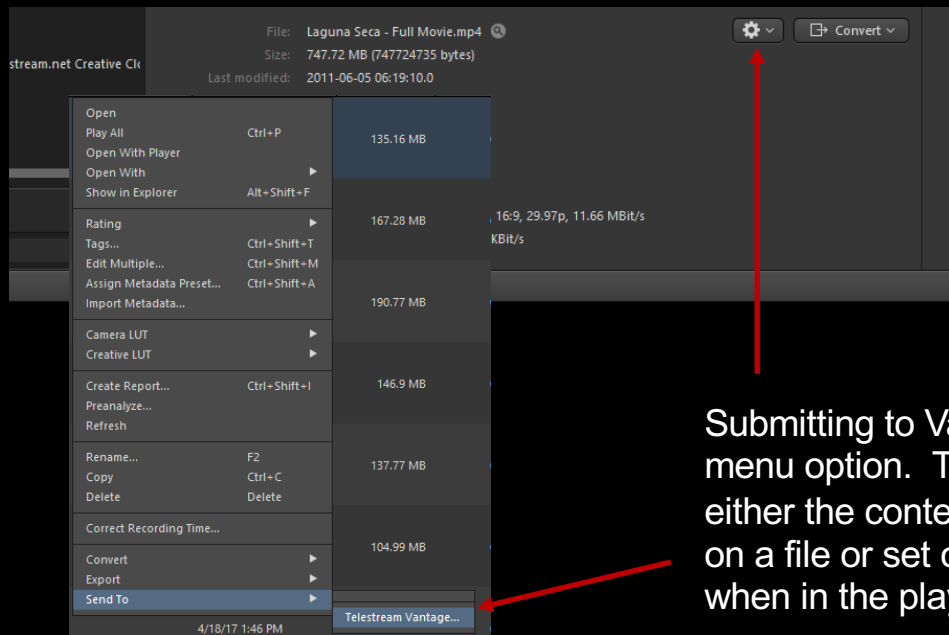 File: Laguna Seca - Full Movie.mp4
Size: 747.72 MB (747724735 bytes)
Last modified: 2011-06-05 06:19:10.0
Convert
stream.net Creative
Open
Play All Ctrl+P
Open With Player
Open With
Show in Explorer Alt+Shift+F
Rating
Tags... Ctrl+Shift+T
Edit Multiple... Ctrl+Shift+M
Assign Metadata Preset... Ctrl+Shift+A
Import Metadata...
Camera LUT
Creative LUT
Create Report... Ctrl+Shift+I
Preanalyze...
Refresh
Rename... F2
Copy Ctrl+C
Delete Delete
Correct Recording Time...
Convert
Export
Send To
Telestream Vantage...
4/18/17 1:46 PM
135.16 MB
167.28 MB
190.77 MB
146.9 MB
137.77 MB
104.99 MB
16:9, 29.97p, 11.66 MBit/s
KBit/s
Submitting to
menu option.
either the
on a file or set
when in the